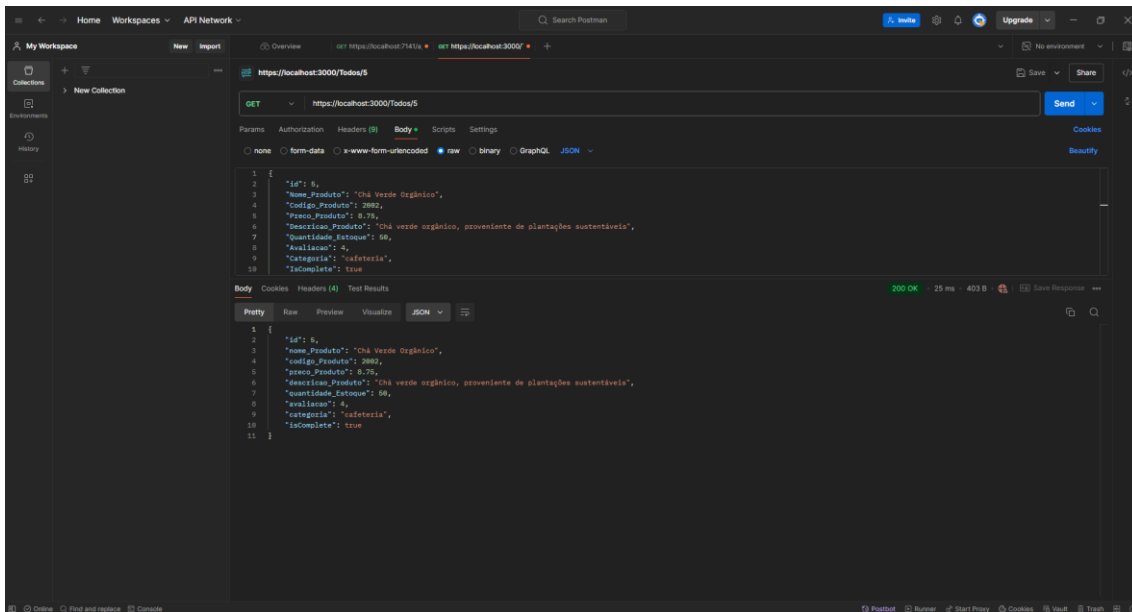 Home Workspaces API Network Search Postman Invite Upgrade
My Workspace New Import Overview GET https://localhost:7141/a GET https://localhost:3000/ No environment
Collections
Environments
History
New Collection
https://localhost:3000/Todos/5 Save Share
GET https://localhost:3000/Todos/5 Send
Params Authorization Headers (9) Body Scripts Settings Cookies
none form-data x-www-form-urlencoded raw binary GraphQL JSON Beautify
1 {
2 "id": 5,
3 "Nome_Produto": "Chá Verde Orgânico",
4 "Codigo_Produto": 2002,
5 "Preco_Produto": 8.75,
6 "Descricao_Produto": "Chá verde orgânico, proveniente de plantações sustentáveis",
7 "Quantidade_Estoque": 50,
8 "Avaliacao": 4,
9 "Categoria": "cafeteria",
10 "IsComplete": true
Body Cookies Headers (4) Test Results 200 OK 25 ms 403 B Save Response
Pretty Raw Preview Visualize JSON
1 {
2 "id": 5,
3 "nome_Produto": "Chá Verde Orgânico",
4 "codigo_Produto": 2002,
5 "preco_Produto": 8.75,
6 "descricao_Produto": "Chá verde orgânico, proveniente de plantações sustentáveis",
7 "quantidade_Estoque": 50,
8 "avaliacao": 4,
9 "categoria": "cafeteria",
10 "isComplete": true
11 }
Online Find and replace Console Postbot Runner Start Proxy Cookies Vault Trash